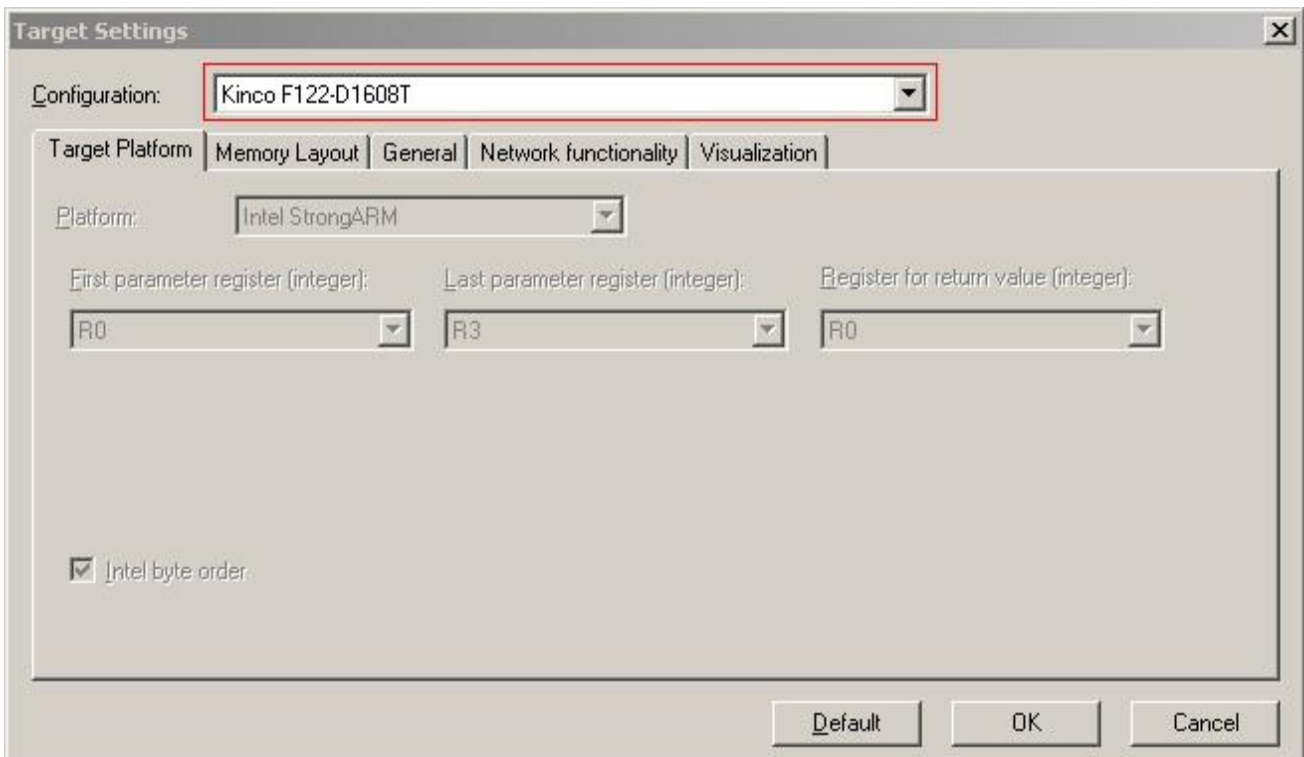 Target Settings
Configuration: Kinco F122-D1608T
Target Platform Memory Layout General Network functionality Visualization
Platform: Intel StrongARM
First parameter register (integer): Last parameter register (integer): Register for return value (integer):
R0 R3 R0
Intel byte order
Default OK Cancel